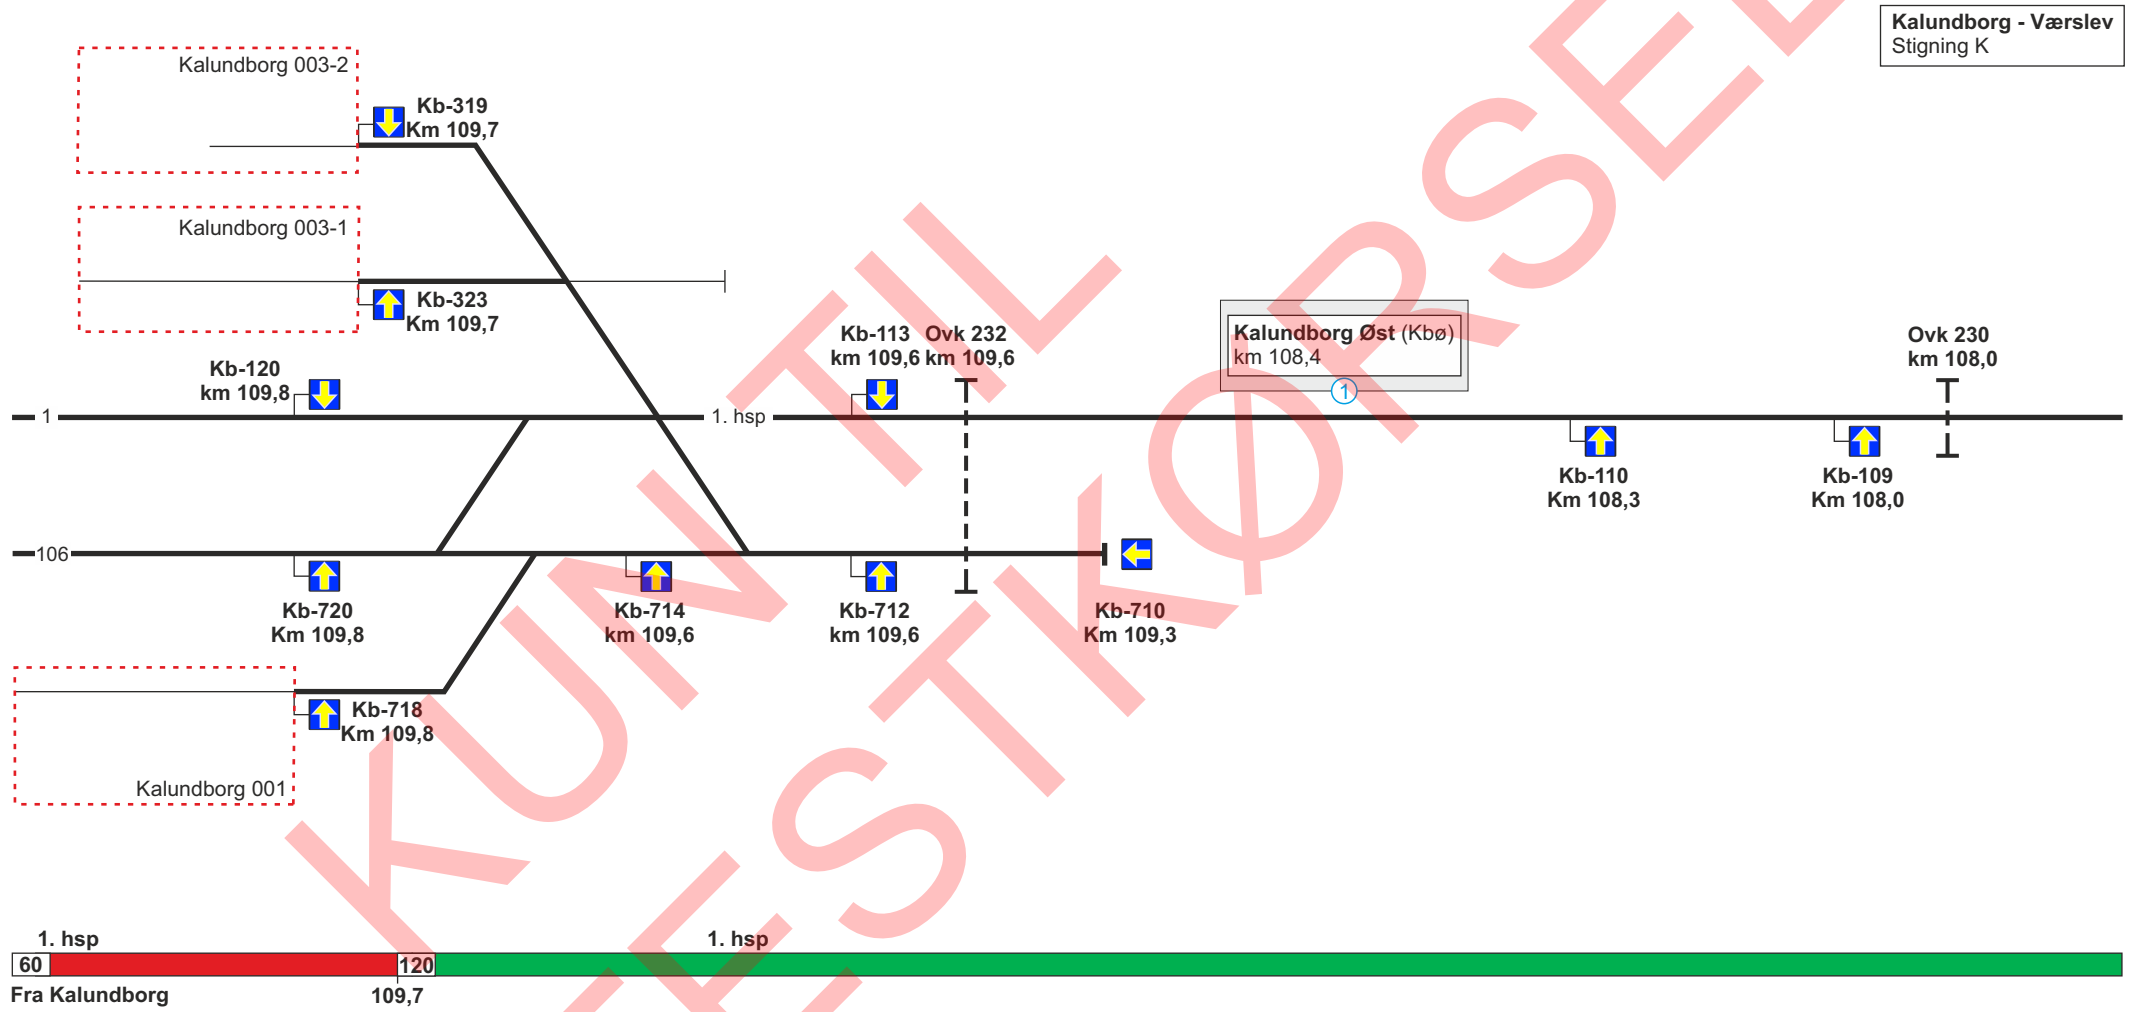 Kalundborg - Værslev
Stigning K
Kalundborg 003-2
Kb-319
Km 109,7
Kalundborg 003-1
Kb-323
Km 109,7
Kb-120
km 109,8
Kb-113
km 109,6
Ovk 232
km 109,6
Kalundborg Øst (Kbø)
km 108,4
1
Ovk 230
km 108,0
1
1. hsp
Kb-110
Km 108,3
Kb-109
Km 108,0
106
Kb-720
Km 109,8
Kb-714
km 109,6
Kb-712
km 109,6
Kb-710
Km 109,3
Kb-718
Km 109,8
Kalundborg 001
1. hsp
1. hsp
60
120
Fra Kalundborg
109,7
KUN TIL
TESTKØRSEL